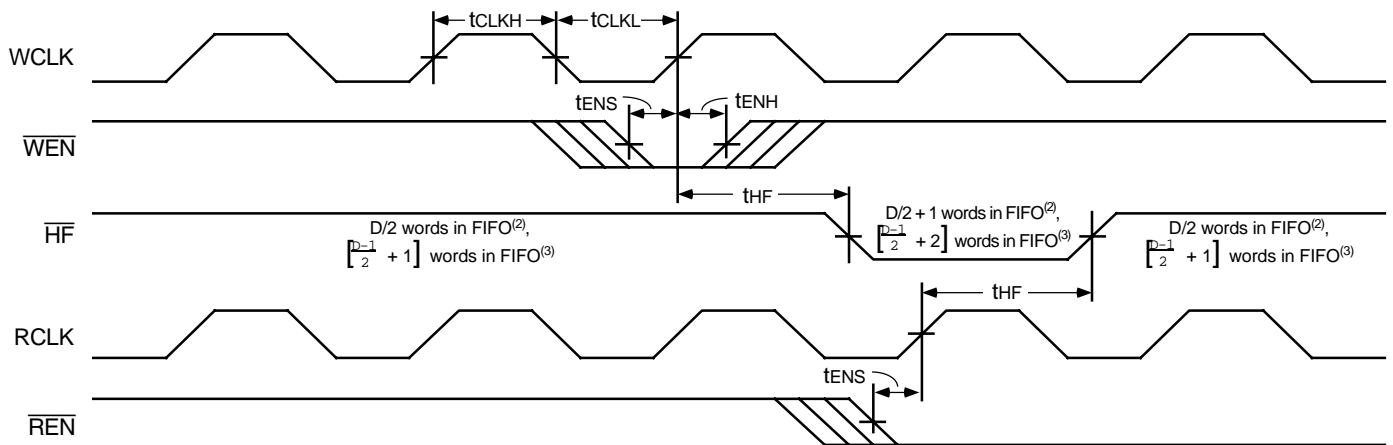 tCLKH
tCLKL
WCLK
tENS
tENH
WEN
tHF
HF
D/2 words in FIFO(2),
[D-1/2 + 1] words in FIFO(3)
D/2 + 1 words in FIFO(2),
[D-1/2 + 2] words in FIFO(3)
D/2 words in FIFO(2),
[D-1/2 + 1] words in FIFO(3)
tHF
RCLK
tENS
REN